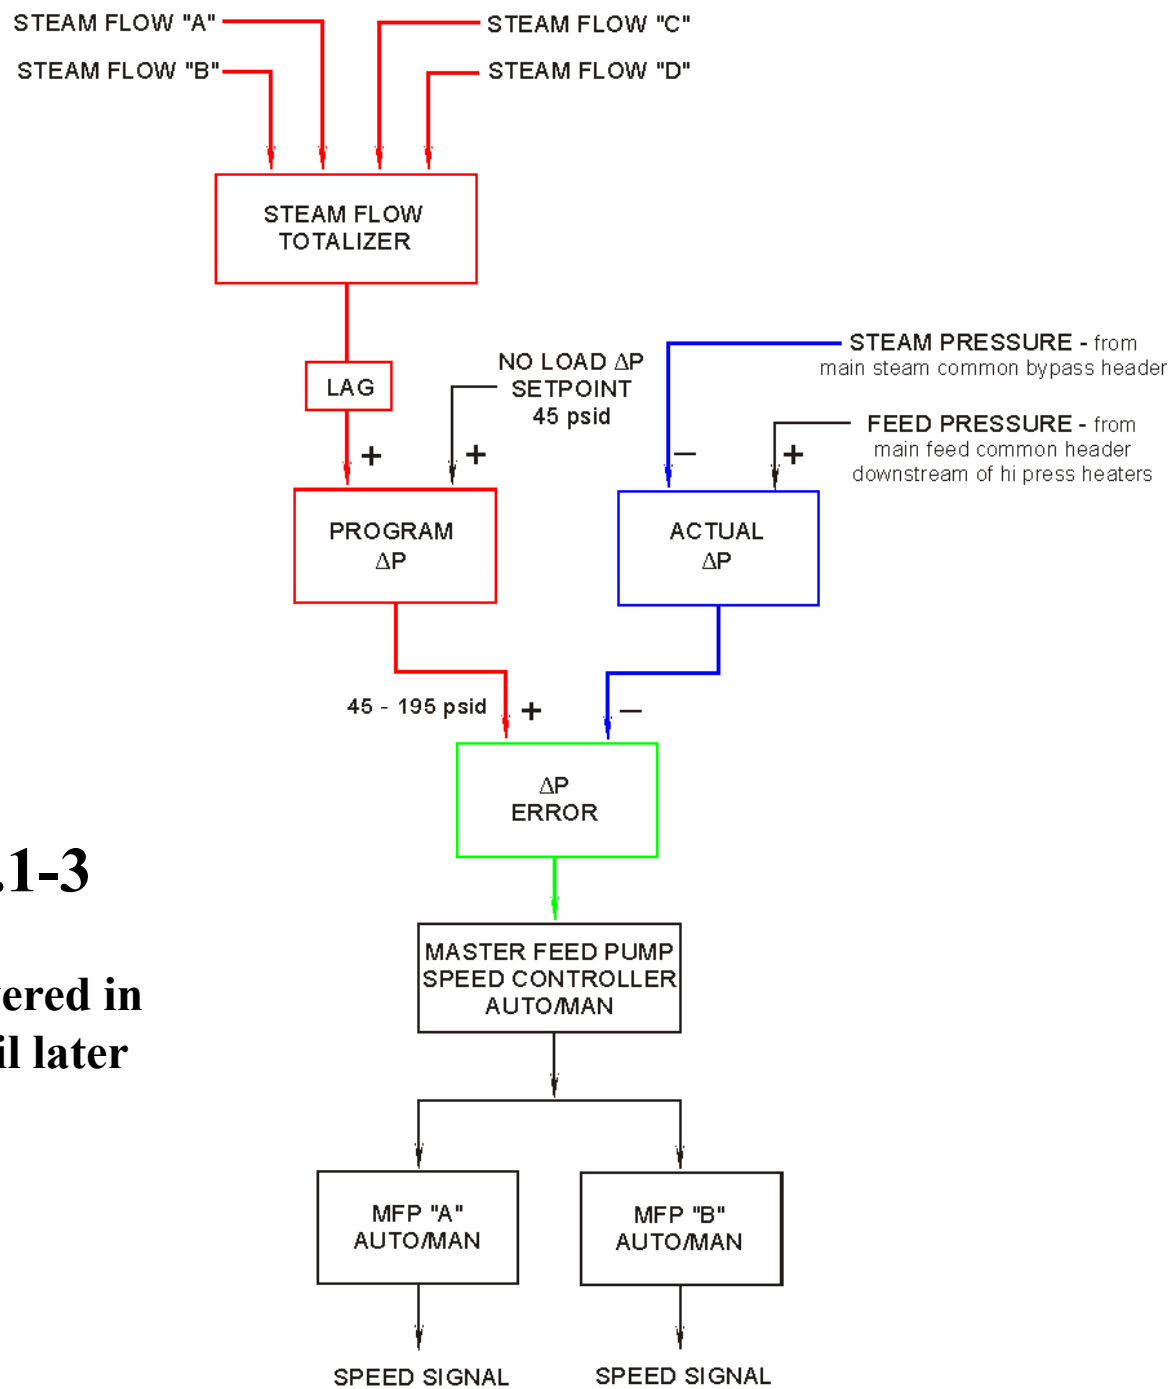 STEAM FLOW "A"
STEAM FLOW "C"
STEAM FLOW "B"
STEAM FLOW "D"
STEAM FLOW
TOTALIZER
LAG
NO LOAD ΔP
SETPOINT
45 psid
STEAM PRESSURE - from
main steam common bypass header
FEED PRESSURE - from
main feed common header
downstream of hi press heaters
+
+
–
+
PROGRAM
ΔP
ACTUAL
ΔP
45 - 195 psid
+
–
ΔP
ERROR
.1-3
ered in
il later
MASTER FEED PUMP
SPEED CONTROLLER
AUTO/MAN
MFP "A"
AUTO/MAN
MFP "B"
AUTO/MAN
SPEED SIGNAL
SPEED SIGNAL